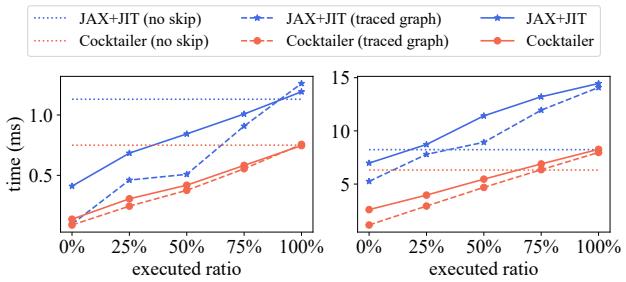 JAX+JIT (no skip) JAX+JIT (traced graph) JAX+JIT
Cocktailer (no skip) Cocktailer (traced graph) Cocktailer
time (ms)
1.0
0.5
0% 25% 50% 75% 100%
executed ratio
15
10
5
0% 25% 50% 75% 100%
executed ratio